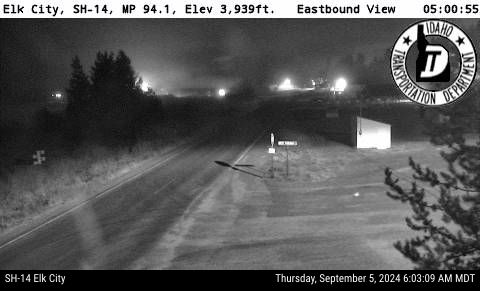 Elk City, SH-14, MP 94.1, Elev 3,939ft. Eastbound View 05:00:55
IDAHO
TRANSPORTATION DEPARTMENT
SH-14 Elk City Thursday, September 5, 2024 6:03:09 AM MDT